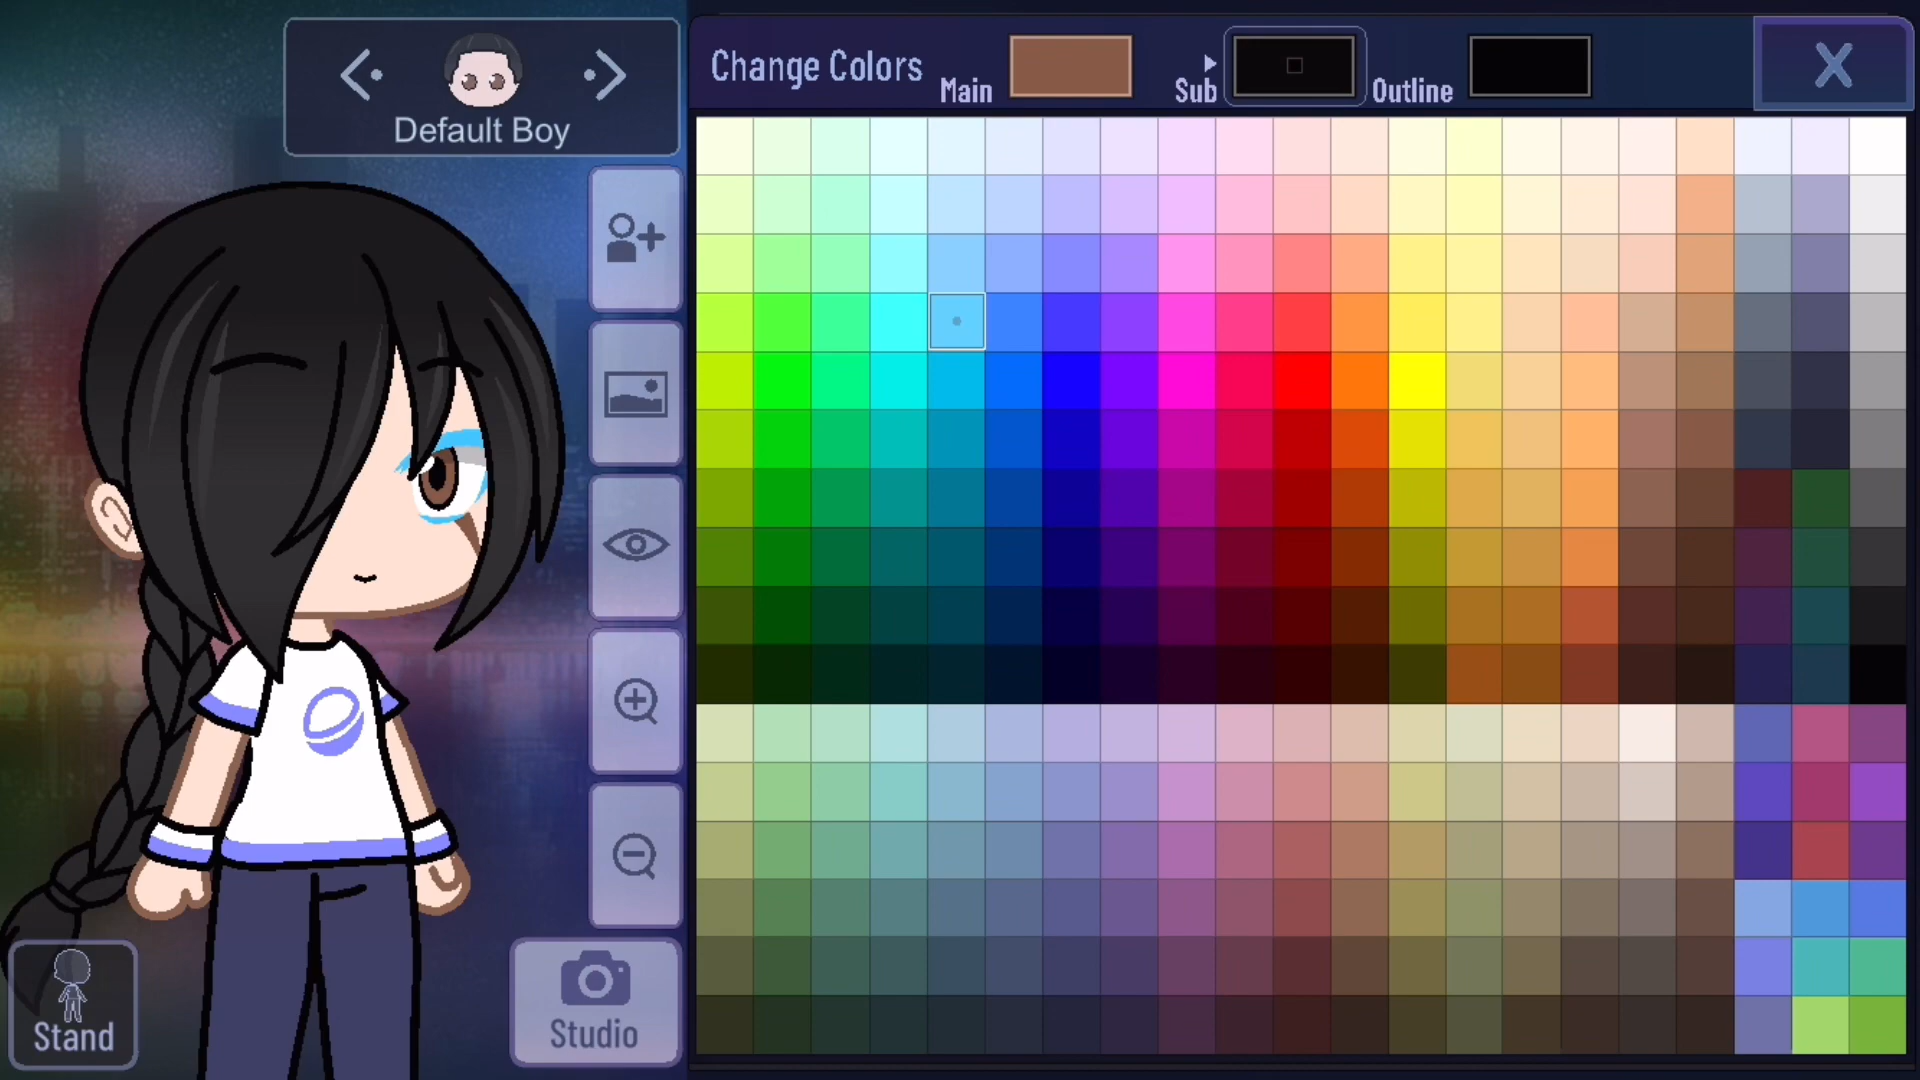 Default Boy
Change Colors
Main
Sub
Outline
X
Stand
Studio